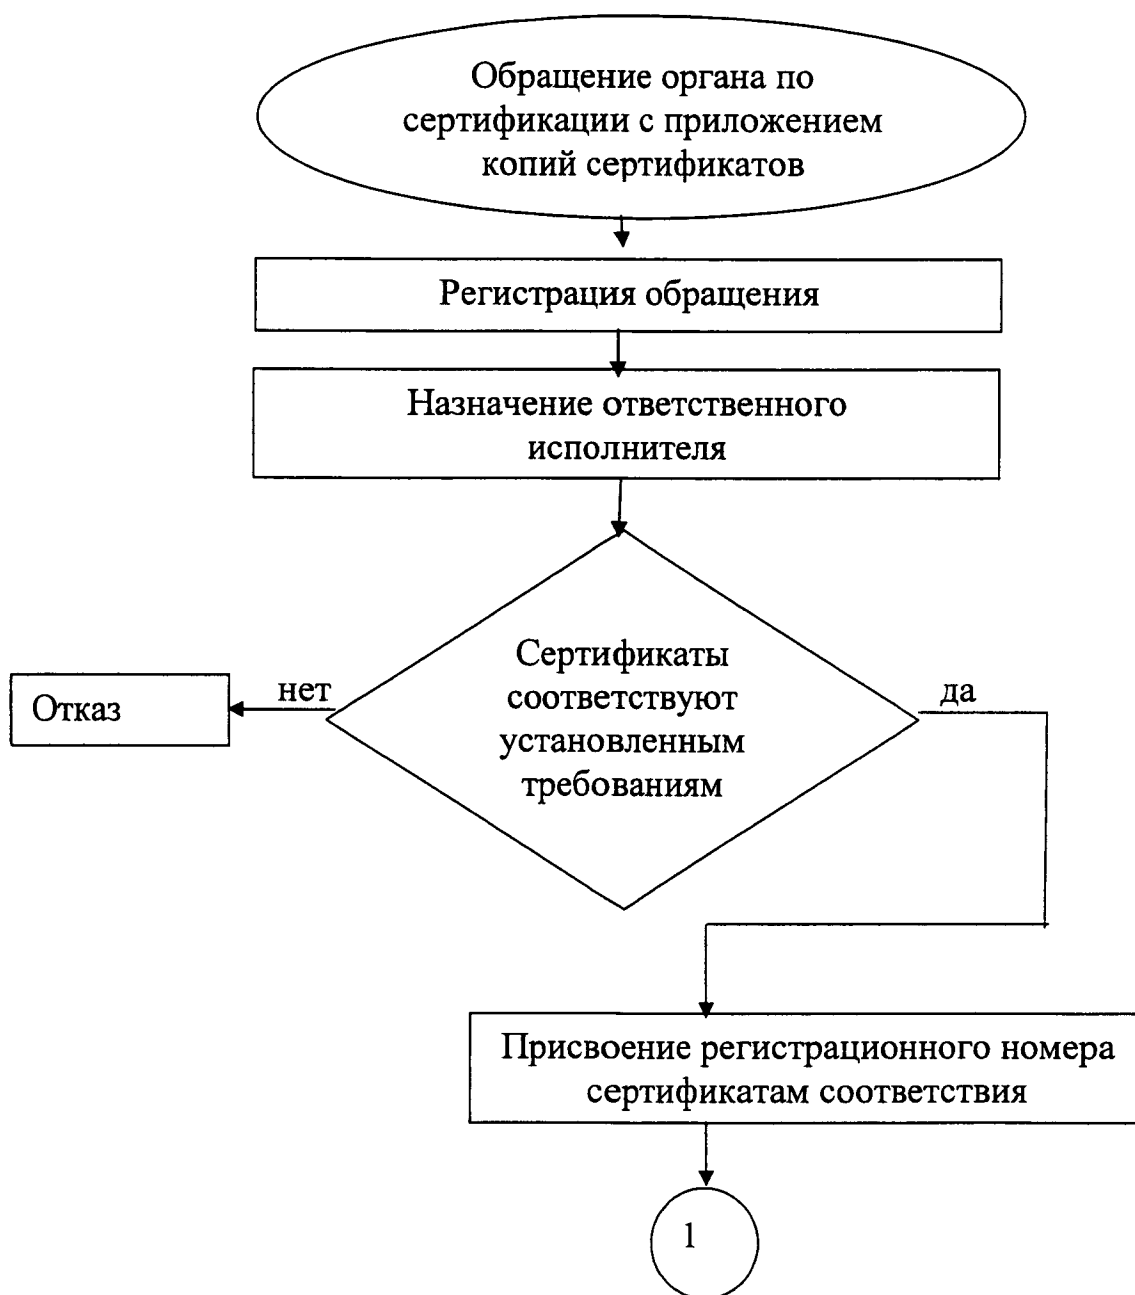 Обращение органа по
сертификации с приложением
копий сертификатов
Регистрация обращения
Назначение ответственного
исполнителя
Сертификаты
соответствуют
установленным
требованиям
нет
Отказ
да
Присвоение регистрационного номера
сертификатам соответствия
1